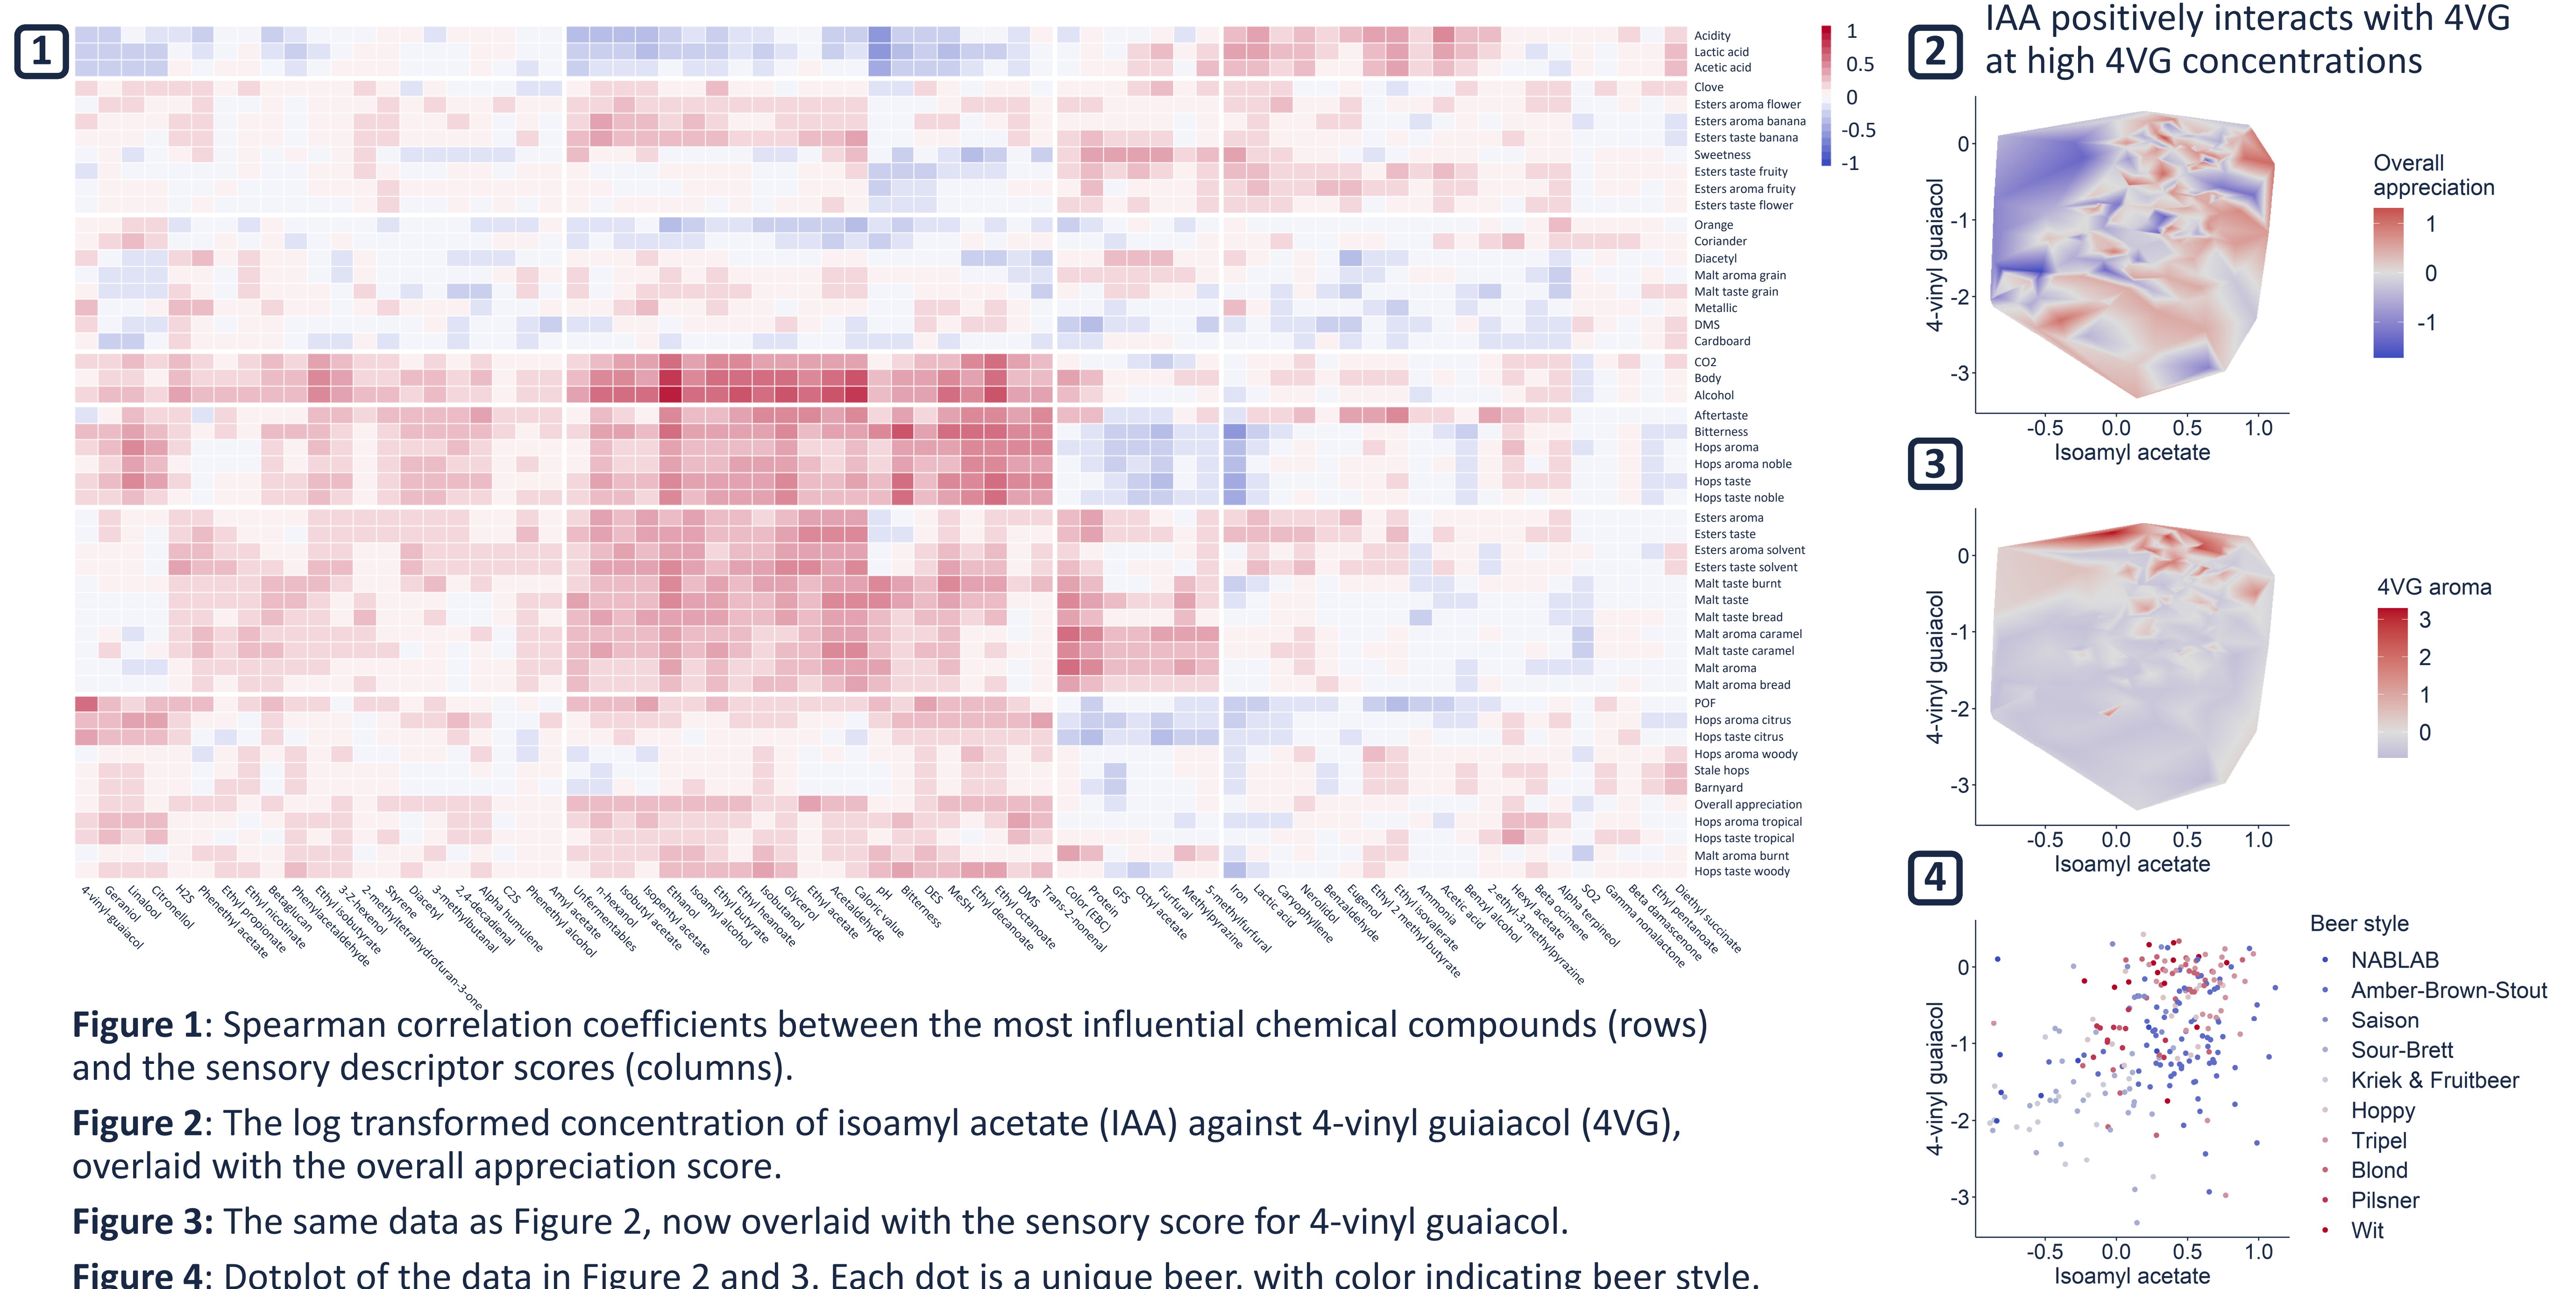 1
1
0.5
0
-0.5
-1
Acidity
Lactic acid
Acetic acid
Clove
Esters aroma flower
Esters aroma banana
Esters taste banana
Sweetness
Esters taste fruity
Esters aroma fruity
Esters taste flower
Orange
Coriander
Diacetyl
Malt aroma grain
Malt taste grain
Metallic
DMS
Cardboard
CO2
Body
Alcohol
Aftertaste
Bitterness
Hops aroma
Hops aroma noble
Hops taste
Hops taste noble
Esters aroma
Esters taste
Esters aroma solvent
Esters taste solvent
Malt taste burnt
Malt taste
Malt taste bread
Malt aroma caramel
Malt taste caramel
Malt aroma
Malt aroma bread
POF
Hops aroma citrus
Hops taste citrus
Hops aroma woody
Stale hops
Barnyard
Overall appreciation
Hops aroma tropical
Hops taste tropical
Malt aroma burnt
Hops taste woody
4-vinyl-guaiacol
Geraniol
Linalool
Citronellol
H2S
Phenethyl acetate
Ethyl propionate
Ethyl nicotinate
Betaglucan
Phenylacetaldehyde
Ethyl isobutyrate
3-Z-hexenol
2-methyltetrahydrofuran-3-one
Styrene
Diacetyl
3-methylbutanal
2,4-decadienal
Alpha humulene
C2S
Phenethyl alcohol
Amyl acetate
Unfermentables
n-hexanol
Isobutyl acetate
Isopentyl acetate
Ethanol
Isoamyl alcohol
Ethyl butyrate
Ethyl heanoate
Isobutanol
Glycerol
Ethyl acetate
Acetaldehyde
Caloric value
pH
Bitterness
DES
MeSH
Ethyl decanoate
Ethyl octanoate
DMS
Trans-2-nonenal
Color (EBC)
Protein
GFS
Octyl acetate
Furfural
Methylpyrazine
5-methylfurfural
Iron
Lactic acid
Caryophyllene
Nerolidol
Benzaldehyde
Eugenol
Ethyl 2 methyl butyrate
Ethyl isovalerate
Ammonia
Acetic acid
Benzyl alcohol
2-ethyl-3-methylpyrazine
Hexyl acetate
Beta ocimene
Alpha terpineol
SO2
Gamma nonalactone
Beta damascenone
Ethyl pentanoate
Diethyl succinate
Figure 1: Spearman correlation coefficients between the most influential chemical compounds (rows)
and the sensory descriptor scores (columns).
Figure 2: The log transformed concentration of isoamyl acetate (IAA) against 4-vinyl guiaiacol (4VG),
overlaid with the overall appreciation score.
Figure 3: The same data as Figure 2, now overlaid with the sensory score for 4-vinyl guaiacol.
Figure 4: Dotplot of the data in Figure 2 and 3. Each dot is a unique beer, with color indicating beer style.
2
IAA positively interacts with 4VG
at high 4VG concentrations
4-vinyl guaiacol
0
-1
-2
-3
-0.5 0.0 0.5 1.0
Isoamyl acetate
Overall
appreciation
1
0
-1
3
4-vinyl guaiacol
0
-1
-2
-3
-0.5 0.0 0.5 1.0
Isoamyl acetate
4VG aroma
3
2
1
0
4
4-vinyl guaiacol
0
-1
-2
-3
-0.5 0.0 0.5 1.0
Isoamyl acetate
Beer style
NABLAB
Amber-Brown-Stout
Saison
Sour-Brett
Kriek & Fruitbeer
Hoppy
Tripel
Blond
Pilsner
Wit